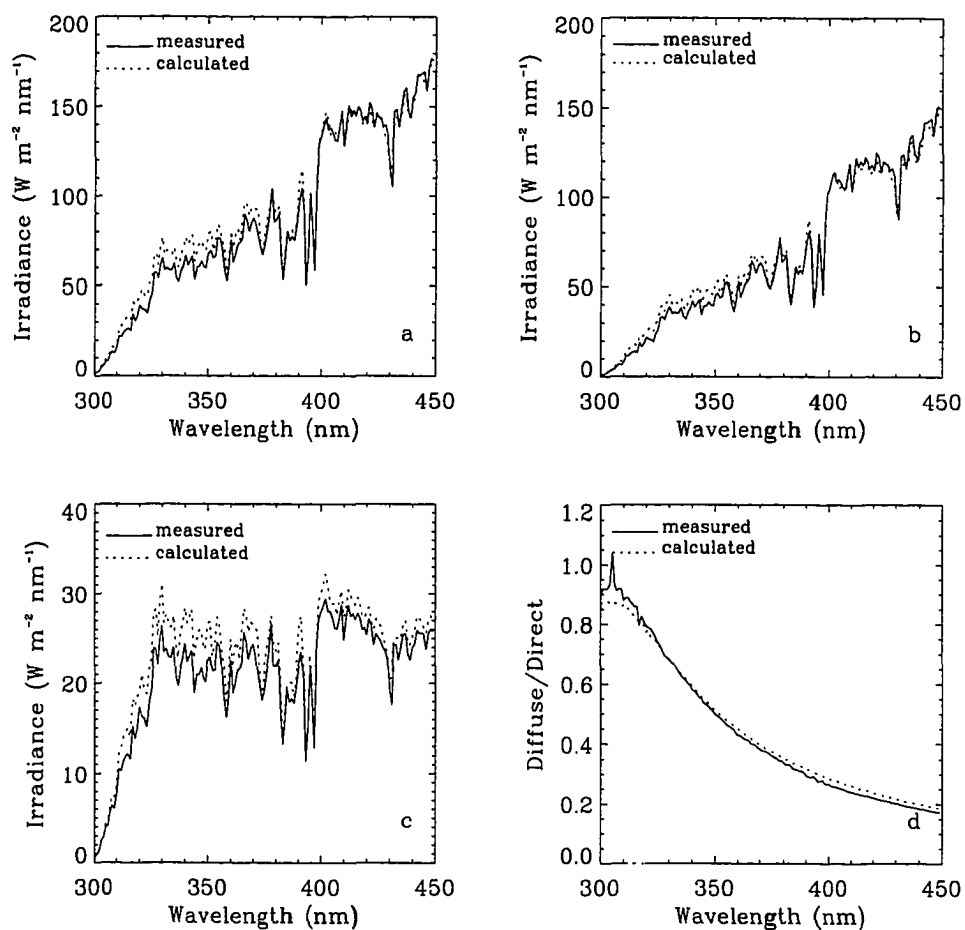 200
150
100
50
0
measured
calculated
Irradiance (W m⁻² nm⁻¹)
a
300 350 400 450
Wavelength (nm)
200
150
100
50
0
measured
calculated
Irradiance (W m⁻² nm⁻¹)
b
300 350 400 450
Wavelength (nm)
40
30
20
10
0
measured
calculated
Irradiance (W m⁻² nm⁻¹)
c
300 350 400 450
Wavelength (nm)
1.2
1.0
0.8
0.6
0.4
0.2
0.0
measured
calculated
Diffuse/Direct
d
300 350 400 450
Wavelength (nm)